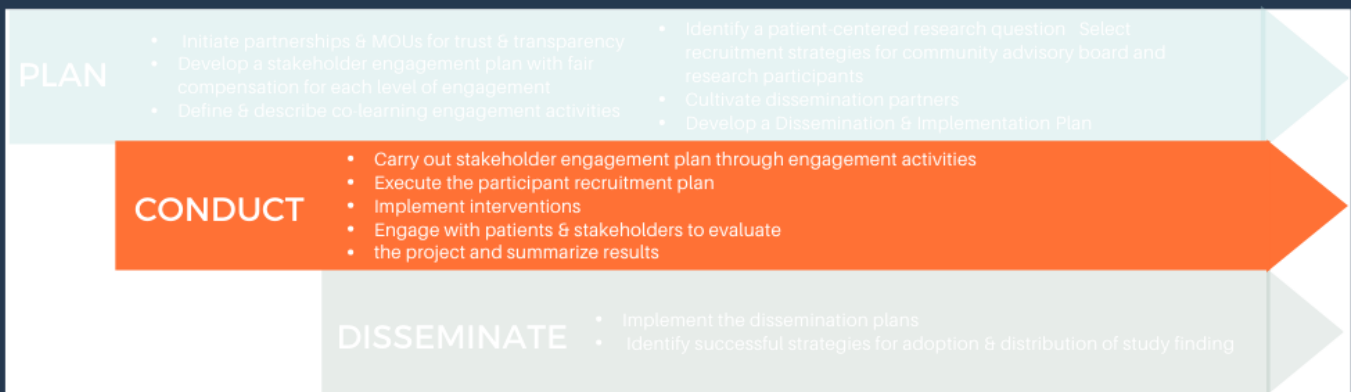 PLAN
• Initiate partnerships & MOUs for trust & transparency
• Develop a stakeholder engagement plan with fair
compensation for each level of engagement
• Define & describe co learning engagement activities
• Identify a patient-centered research question Select
recruitment strategies for community advisory board and
research participants
• Cultivate dissemination partners
• Develop a Dissemination & Implementation Plan
CONDUCT
• Carry out stakeholder engagement plan through engagement activities
• Execute the participant recruitment plan
• Implement interventions
• Engage with patients & stakeholders to evaluate
• the project and summarize results
DISSEMINATE
• Implement the dissemination plans
• Identify successful strategies for adoption & distribution of study finding